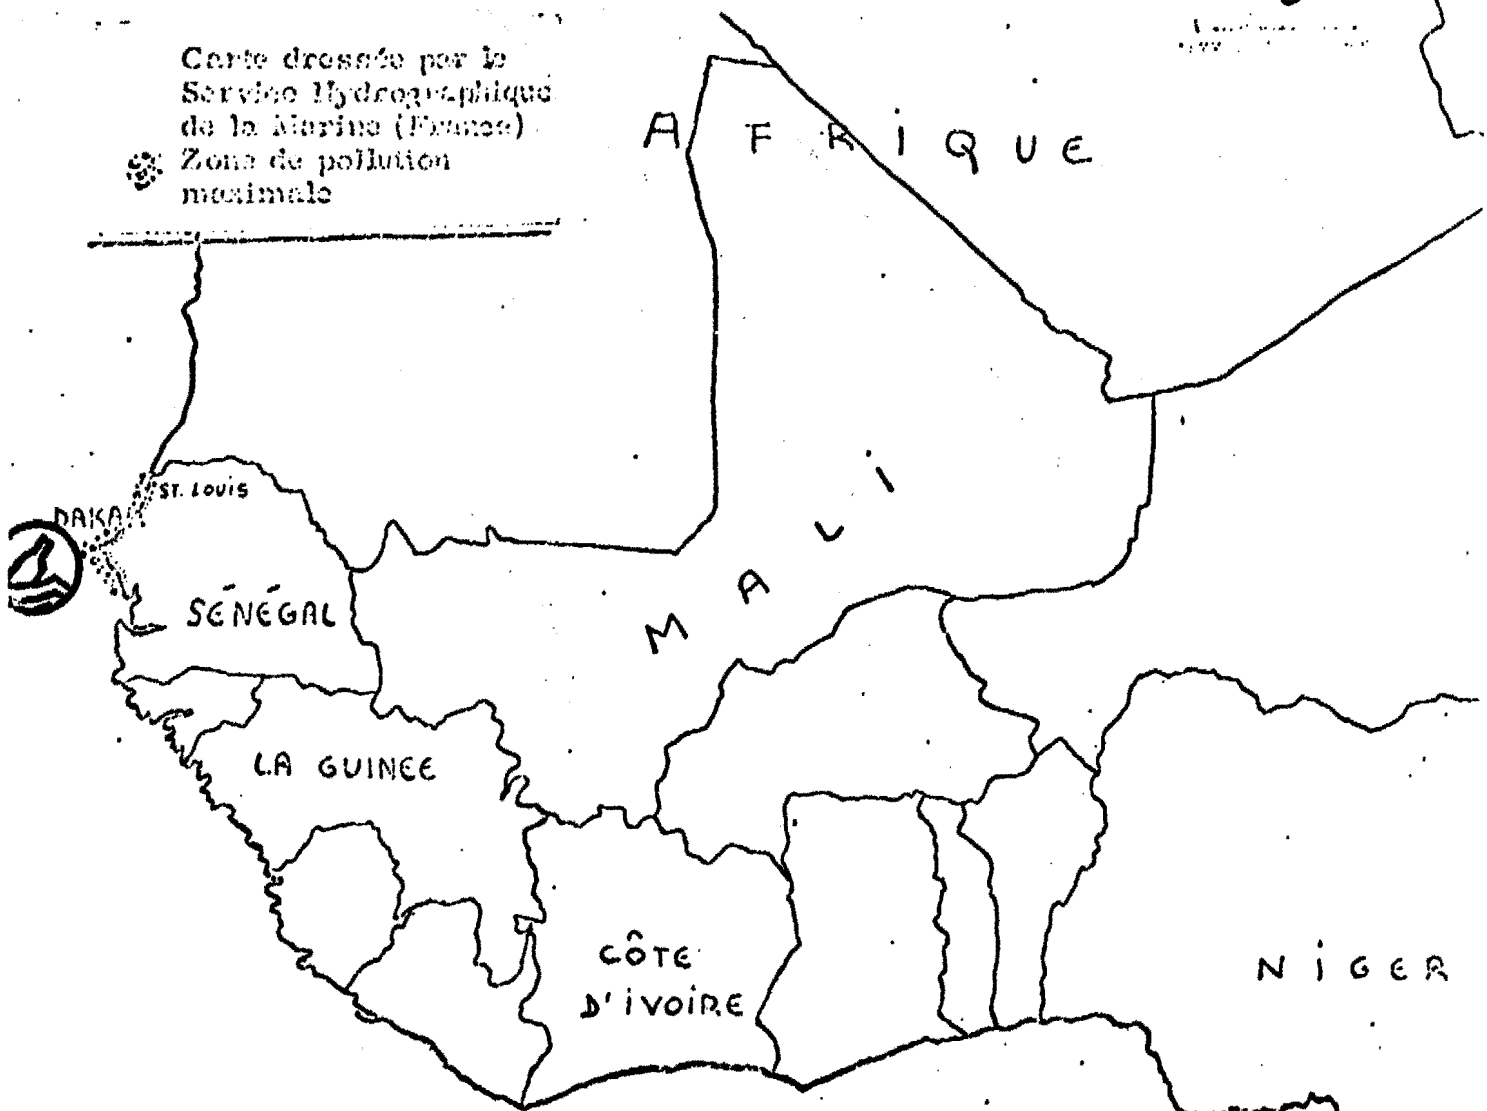 Carte dressée par le
Service Hydrographique
de la Marine (France)
Zone de pollution
maximale
AFRIQUE
ST. LOUIS
DAKAR
SÉNÉGAL
MALI
LA GUINEE
CÔTE
D'IVOIRE
NIGER